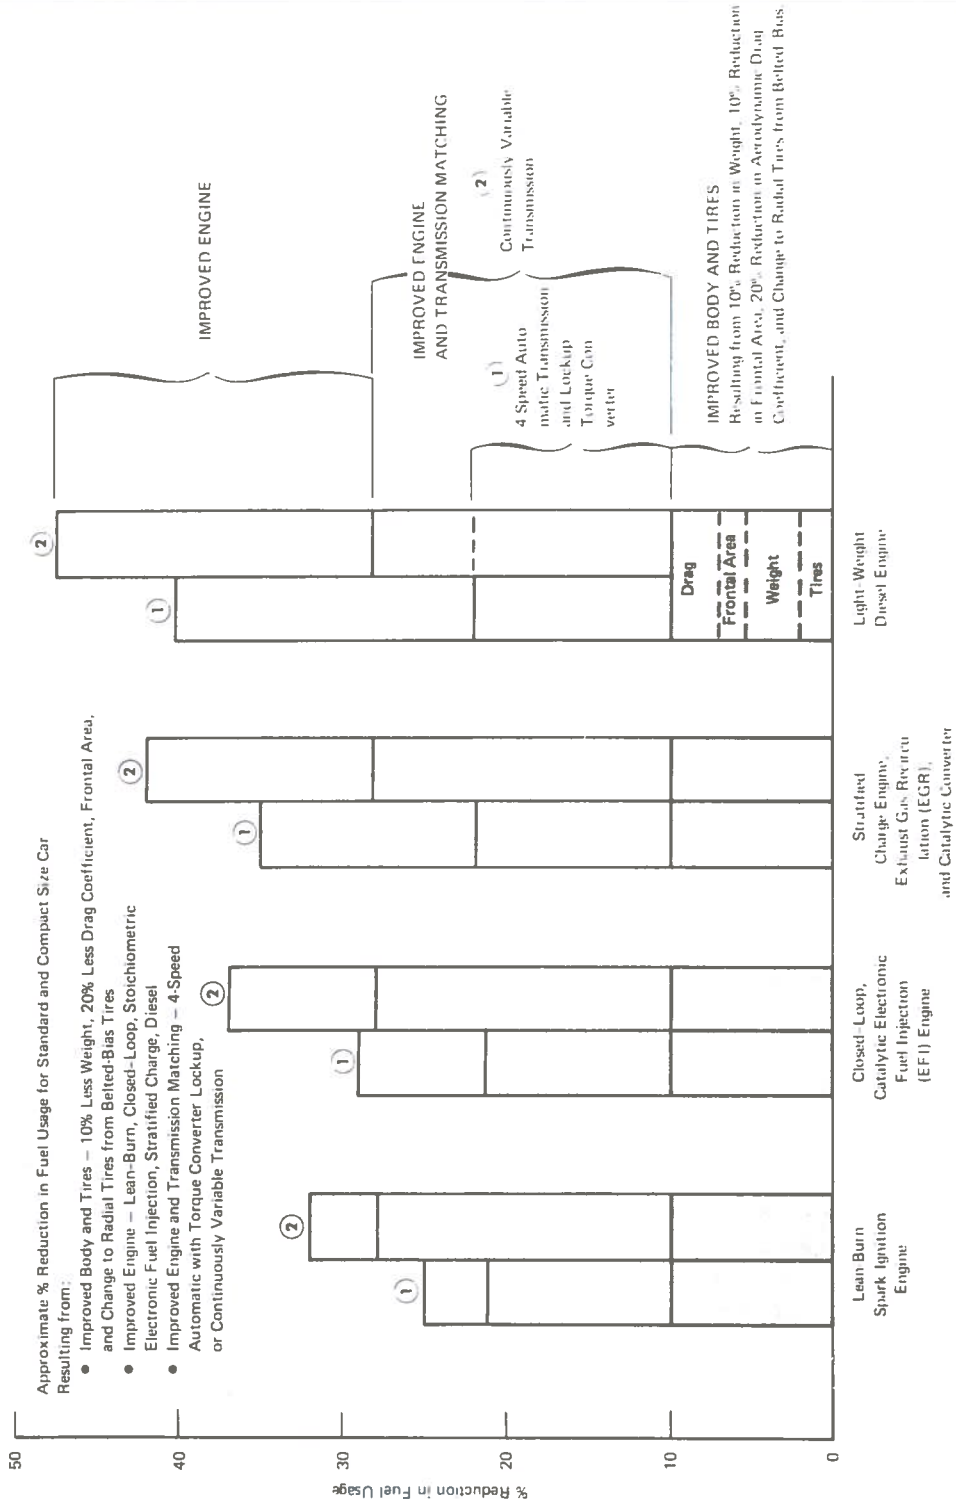 Approximate % Reduction in Fuel Usage for Standard and Compact Size Car
Resulting from:
● Improved Body and Tires – 10% Less Weight, 20% Less Drag Coefficient, Frontal Area,
and Change to Radial Tires from Belted-Bias Tires
● Improved Engine – Lean-Burn, Closed-Loop, Stoichiometric
Electronic Fuel Injection, Stratified Charge, Diesel
● Improved Engine and Transmission Matching – 4-Speed
Automatic with Torque Converter Lockup,
or Continuously Variable Transmission
% Reduction in Fuel Usage
50
40
30
20
10
0
1
2
1
2
1
2
1
2
Drag
Frontal Area
Weight
Tires
Lean Burn
Spark Ignition
Engine
Closed-Loop,
Catalytic Electronic
Fuel Injection
(EFI) Engine
Stratified
Charge Engine,
Exhaust Gas Recircu
lation (EGR),
and Catalytic Converter
Light-Weight
Diesel Engine
IMPROVED ENGINE
IMPROVED ENGINE
AND TRANSMISSION MATCHING
1
4 Speed Auto
matic Transmission
and Lockup
Torque Con
verter
2
Continuously Variable
Transmission
IMPROVED BODY AND TIRES
Resulting from 10% Reduction in Weight, 10% Reduction
in Frontal Area, 20% Reduction in Aerodynamic Drag
Coefficient, and Change to Radial Tires from Belted Bias.